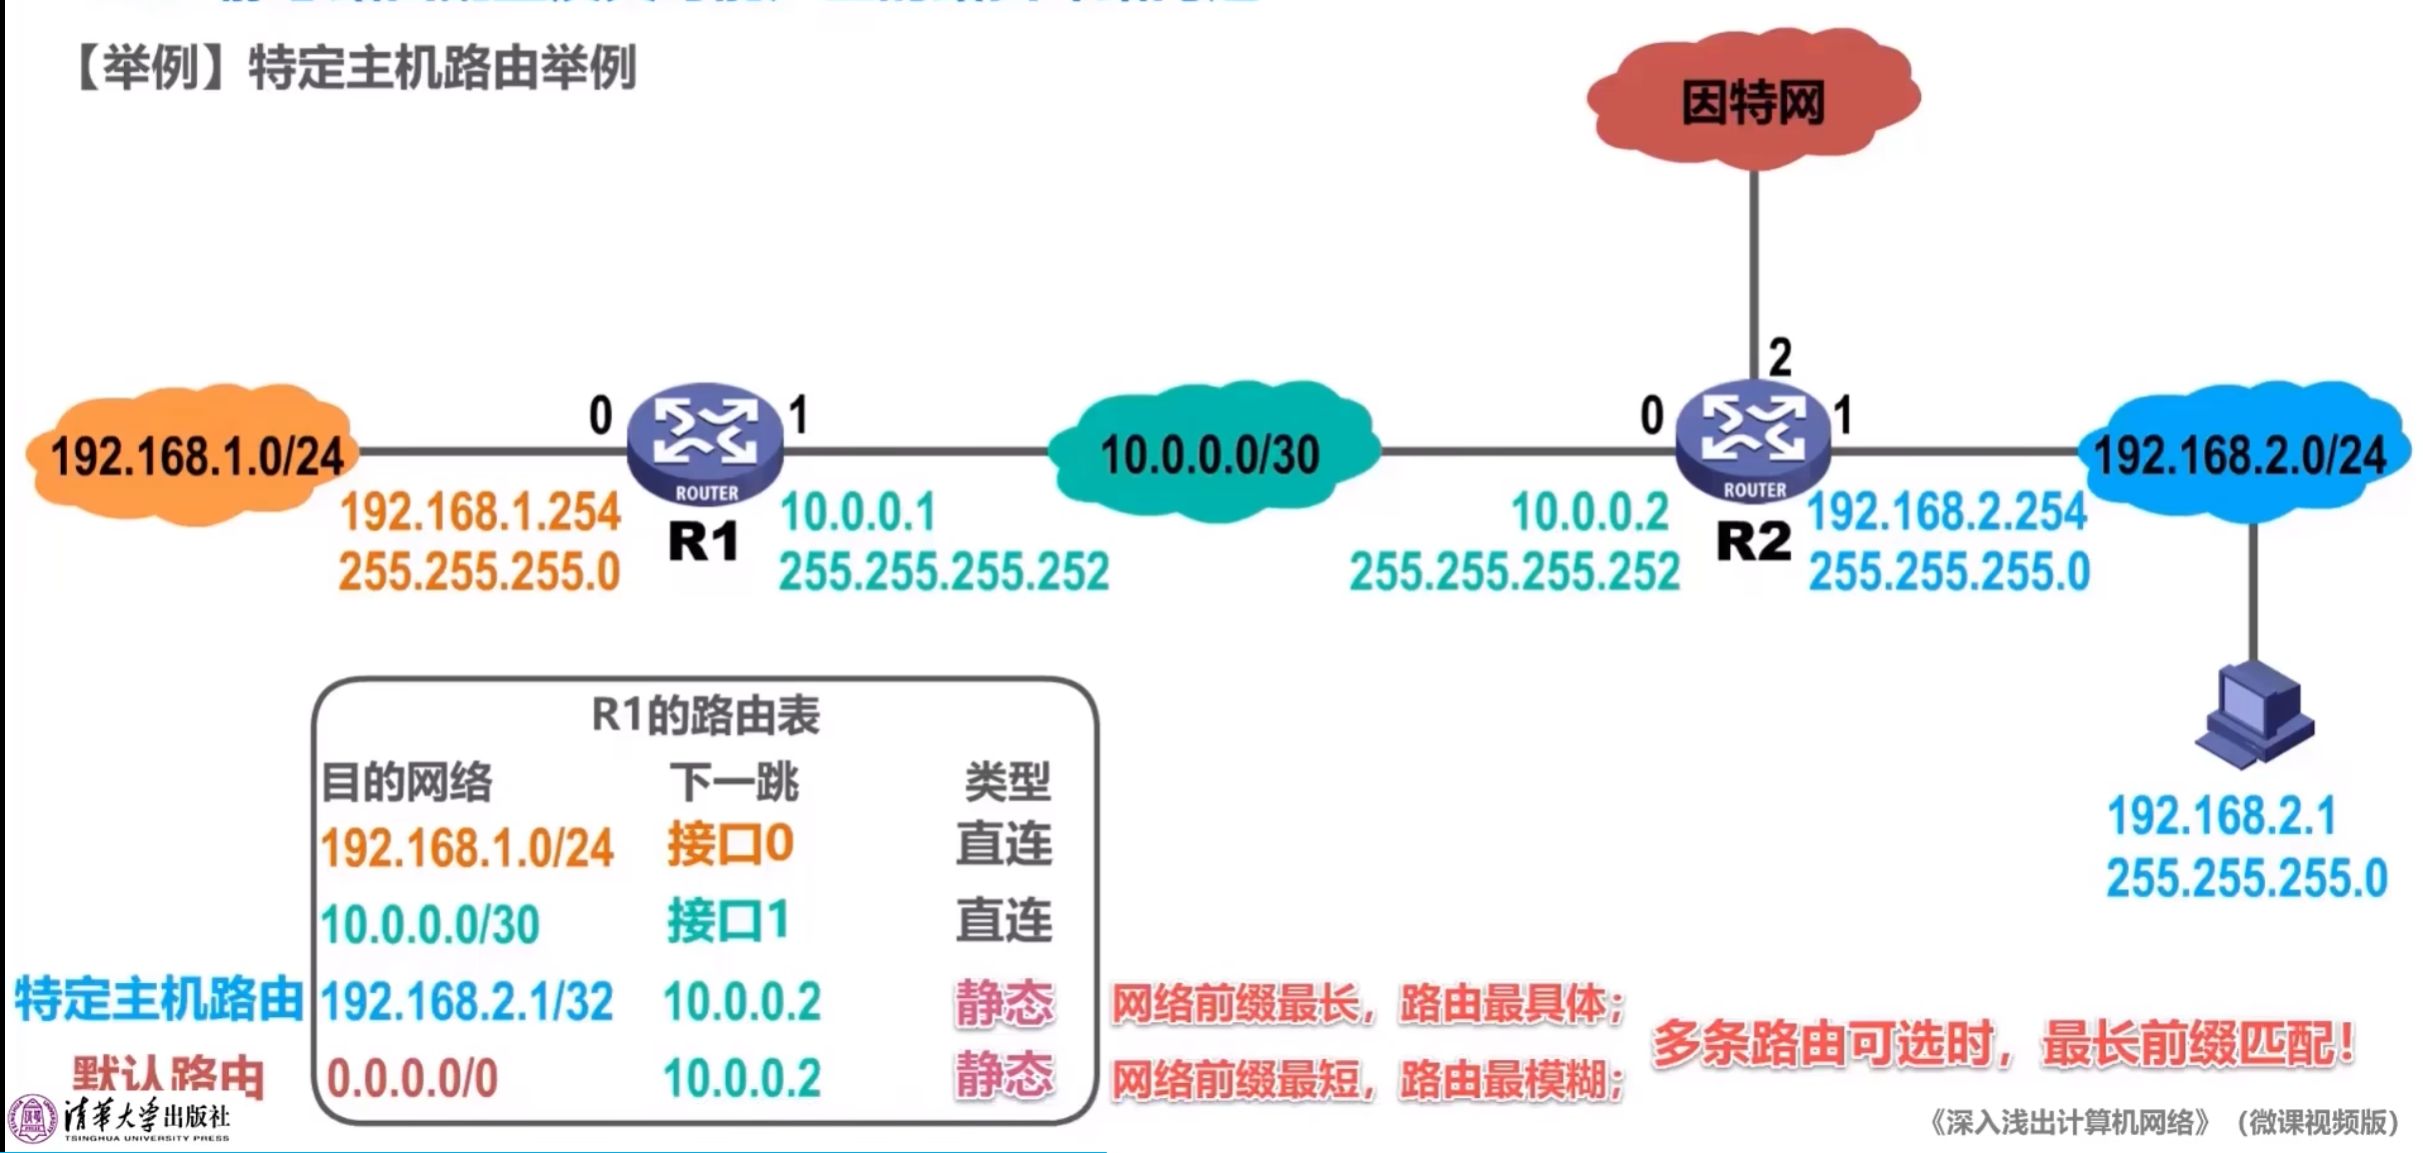 【举例】特定主机路由举例
因特网
2
0
1
0
1
192.168.1.0/24
10.0.0.0/30
192.168.2.0/24
ROUTER
ROUTER
192.168.1.254
255.255.255.0
R1
10.0.0.1
255.255.255.252
10.0.0.2
255.255.255.252
R2
192.168.2.254
255.255.255.0
192.168.2.1
255.255.255.0
R1的路由表
目的网络 下一跳 类型
192.168.1.0/24 接口0 直连
10.0.0.0/30 接口1 直连
特定主机路由 192.168.2.1/32 10.0.0.2 静态 网络前缀最长，路由最具体；
默认路由 0.0.0.0/0 10.0.0.2 静态 网络前缀最短，路由最模糊；
多条路由可选时，最长前缀匹配！
清华大学出版社
TSINGHUA UNIVERSITY PRESS
《深入浅出计算机网络》（微课视频版）